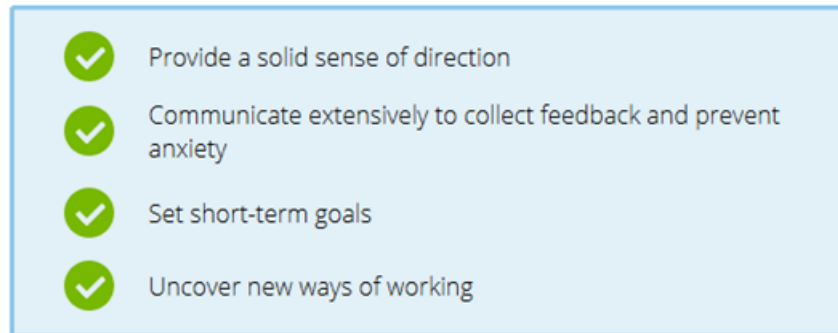 Provide a solid sense of direction
Communicate extensively to collect feedback and prevent
anxiety
Set short-term goals
Uncover new ways of working